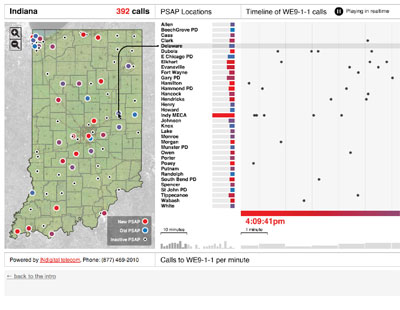 Indiana
392 calls
PSAP Locations
Timeline of WE9-1-1 calls
Playing in realtime
Allen
BeechGrove PD
Cass
Clark
Delaware
Dubois
E Chicago PD
Elkhart
Evansville
Fort Wayne
Gary PD
Hamilton
Hammond PD
Hancock
Hendricks
Henry
Howard
Indy MECA
Johnson
Knox
Lake
Monroe
Morgan
Munster PD
Owen
Porter
Posey
Putnam
Randolph
South Bend PD
Spencer
St John PD
Tippecanoe
Wabash
White
New PSAP
Old PSAP
Inactive PSAP
4:09:41pm
10 minutes
1 minute
Powered by INdigital telecom, Phone: (877) 469-2010
Calls to WE9-1-1 per minute
← back to the intro